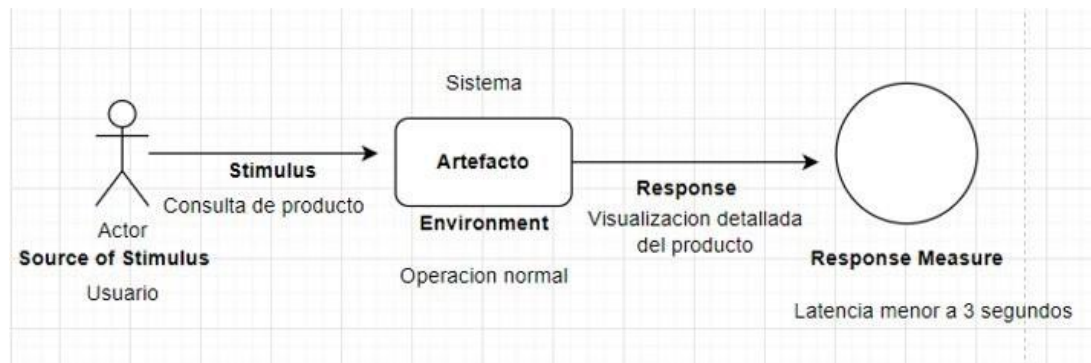 Sistema
Artefacto
Stimulus
Consulta de producto
Actor
Source of Stimulus
Usuario
Environment
Operacion normal
Response
Visualizacion detallada
del producto
Response Measure
Latencia menor a 3 segundos